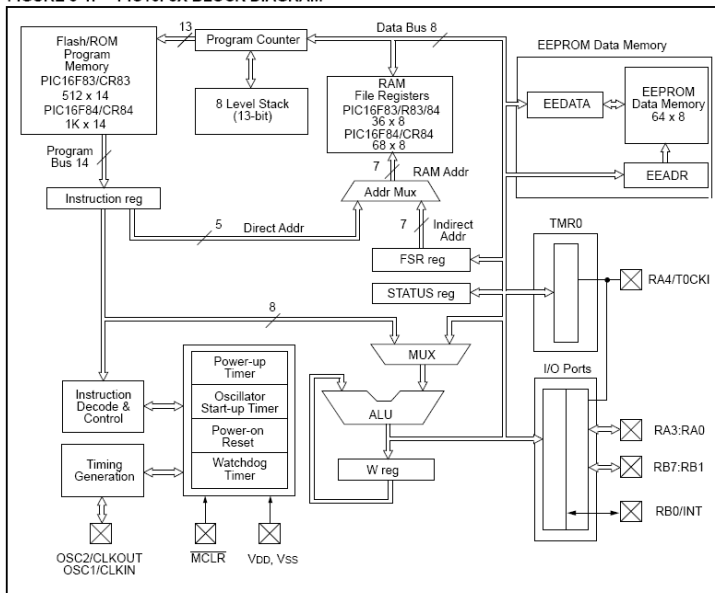 FIGURE 3-1: PIC16F8X BLOCK DIAGRAM
Flash/ROM
Program
Memory
PIC16F83/CR83
512 x 14
PIC16F84/CR84
1K x 14
13
Program Counter
8 Level Stack
(13-bit)
Data Bus 8
RAM
File Registers
PIC16F83/R83/84
36 x 8
PIC16F84/CR84
68 x 8
EEPROM Data Memory
EEDATA
EEPROM
Data Memory
64 x 8
EEADR
Program
Bus 14
Instruction reg
7
RAM Addr
Addr Mux
5
Direct Addr
7
Indirect
Addr
FSR reg
STATUS reg
TMR0
RA4/T0CKI
8
MUX
I/O Ports
Power-up
Timer
Oscillator
Start-up Timer
Power-on
Reset
Watchdog
Timer
Instruction
Decode &
Control
ALU
Timing
Generation
W reg
RA3:RA0
RB7:RB1
RB0/INT
OSC2/CLKOUT
OSC1/CLKIN
MCLR
VDD, VSS